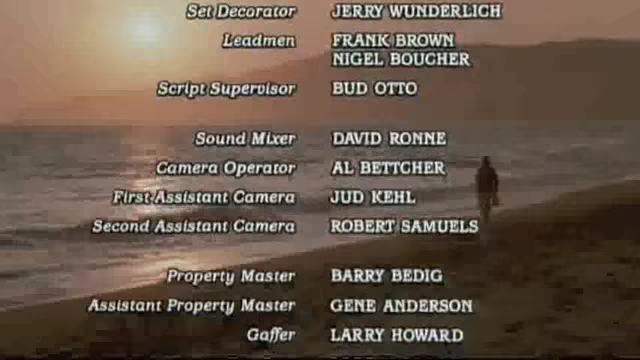 Set Decorator JERRY WUNDERLICH
Leadmen FRANK BROWN
NIGEL BOUCHER
Script Supervisor BUD OTTO
Sound Mixer DAVID RONNE
Camera Operator AL BETTCHER
First Assistant Camera JUD KEHL
Second Assistant Camera ROBERT SAMUELS
Property Master BARRY BEDIG
Assistant Property Master GENE ANDERSON
Gaffer LARRY HOWARD